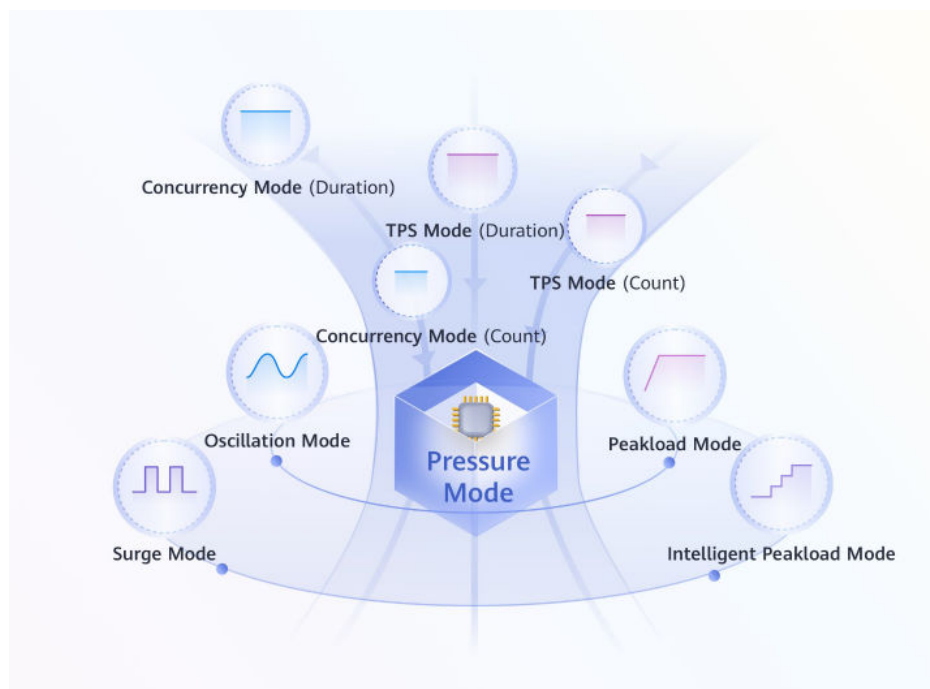 Concurrency Mode (Duration)
TPS Mode (Duration)
TPS Mode (Count)
Concurrency Mode (Count)
Oscillation Mode
Peakload Mode
Pressure
Mode
Surge Mode
Intelligent Peakload Mode